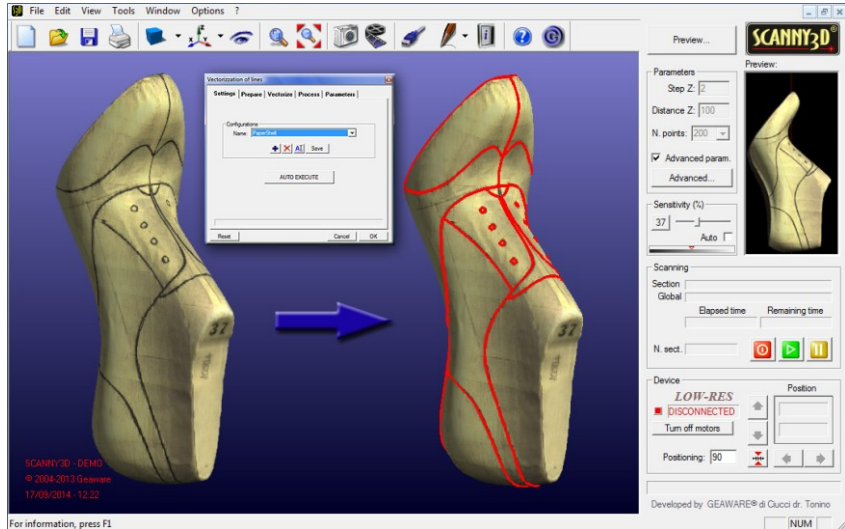 File Edit View Tools Window Options ?
Preview...
SCANNY3D®
Preview:
Parameters
Step Z: 2
Distance Z: 100
N. points: 200
Advanced param.
Advanced...
Sensitivity (%)
37
Auto
Scanning
Section
Global
Elapsed time Remaining time
N. sect.
Device
LOW-RES
DISCONNECTED
Turn off motors
Positioning: 90
Position
Developed by GEAWARE® di Ciucci dr. Tonino
Vectorization of lines
Settings Prepare Vectorize Process Parameters
Configurations
Name: PaperShell
AI Save
AUTO EXECUTE
Reset Cancel OK
37
37
SCANNY3D - DEMO
© 2004-2013 Geaware
17/09/2014 - 12:22
For information, press F1
NUM